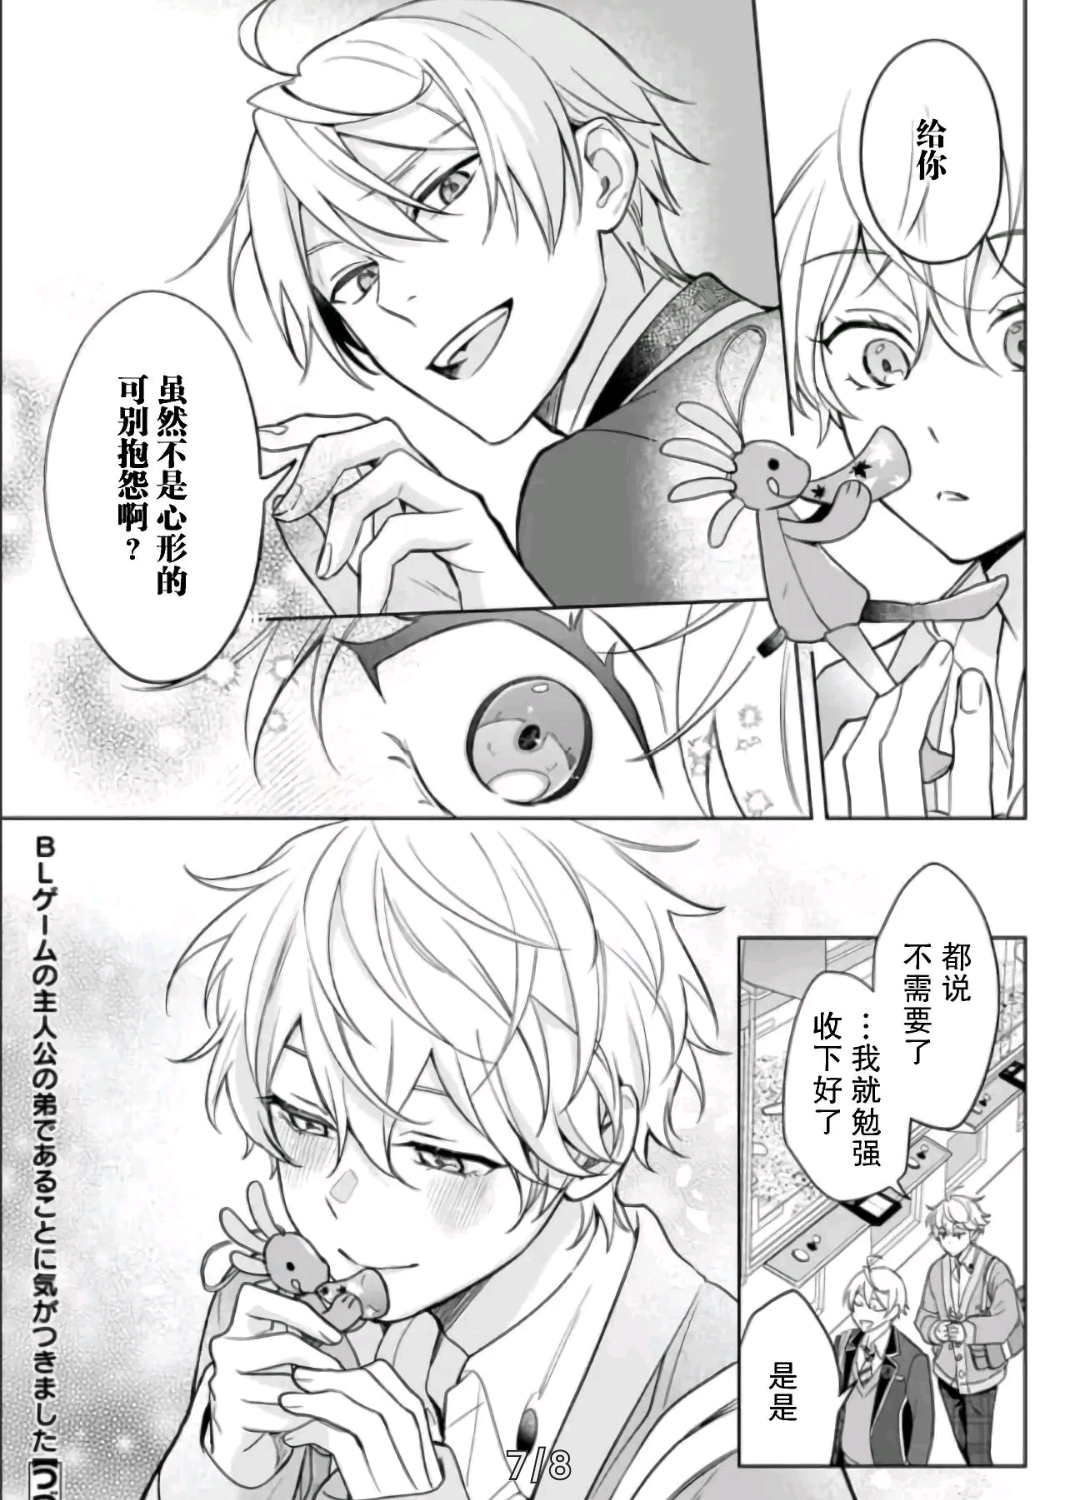 给你
虽然不是心形的
可别抱怨啊？
都说
不需要了
…我就勉强
收下好了
是是
BLゲームの主人公の弟であることに気がつきました【つづ
7/8